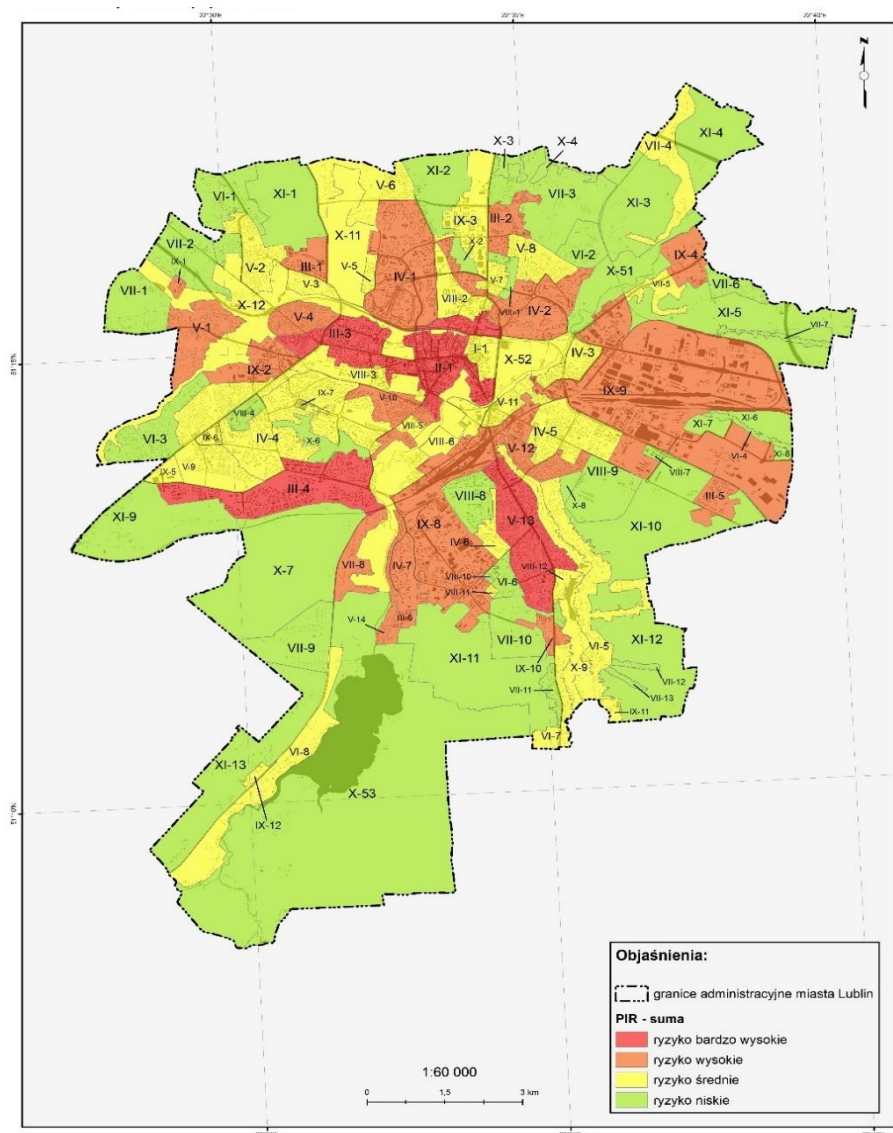 22°30'E
22°35'E
22°40'E
N
X-3
X-4
VII-4
XI-4
XI-2
V-6
VI-1
XI-1
VII-3
XI-3
IX-3
III-2
X-11
VII-2
X-2
V-8
VI-2
IX-4
IX-1
V-2
III-1
V-5
IV-1
V-7
X-51
V-3
VII-5
VII-6
VII-1
VIII-2
X-12
IV-2
XI-5
V-1
V-4
VII-7
III-3
I-1
51°15'N
X-52
IV-3
II-1
IX-2
VIII-3
IX-9
IX-7
V-10
V-11
VIII-4
VIII-5
XI-6
XI-7
VI-3
IX-6
IV-4
X-6
VIII-6
V-12
IV-5
VI-4
XI-8
IX-5
V-9
VIII-9
VIII-7
III-4
VIII-8
X-8
III-5
XI-9
V-13
IX-8
XI-10
IV-6
X-7
VII-8
IV-7
VIII-10
VIII-12
VI-6
VIII-11
III-6
V-14
VII-10
XI-12
VII-9
XI-11
IX-10
VI-5
X-9
VII-12
VII-11
VII-13
IX-11
VI-7
XI-13
VI-8
X-53
IX-12
Objaśnienia:
granice administracyjne miasta Lublin
PIR - suma
ryzyko bardzo wysokie
ryzyko wysokie
ryzyko średnie
ryzyko niskie
1:60 000
0 1,5 3 km